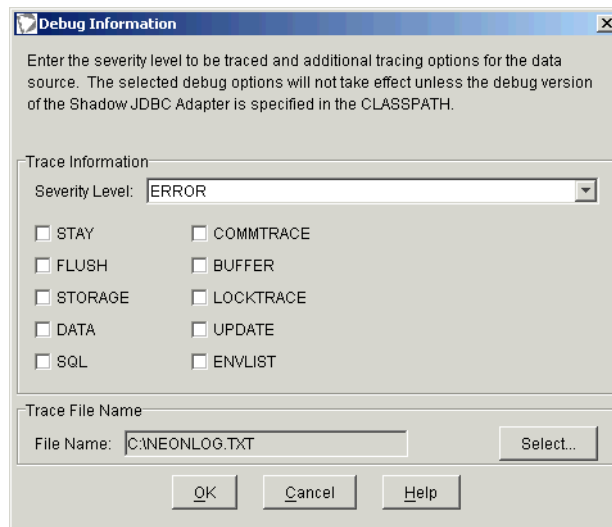 Debug Information
Enter the severity level to be traced and additional tracing options for the data
source. The selected debug options will not take effect unless the debug version
of the Shadow JDBC Adapter is specified in the CLASSPATH.
Trace Information
Severity Level: ERROR
STAY COMMTRACE
FLUSH BUFFER
STORAGE LOCKTRACE
DATA UPDATE
SQL ENVLIST
Trace File Name
File Name: C:\NEONLOG.TXT Select...
OK Cancel Help